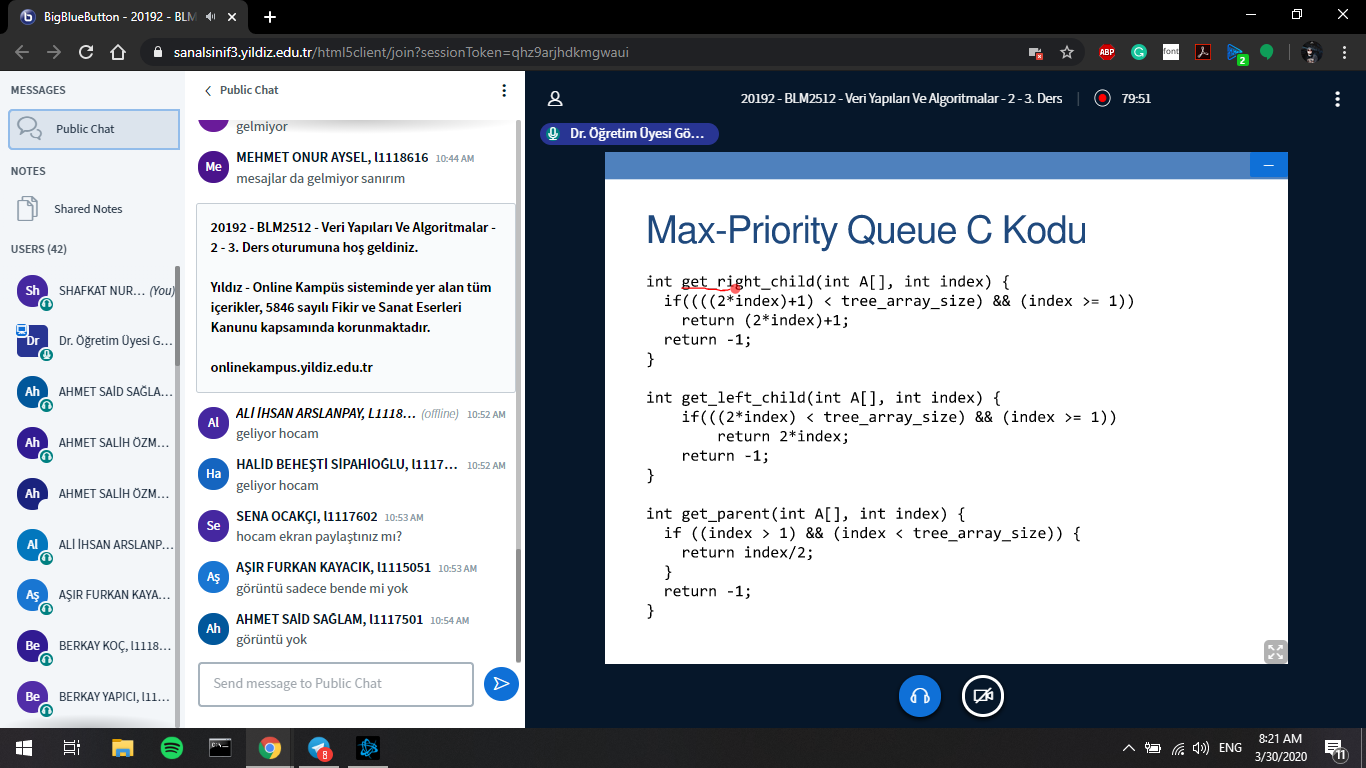 BigBlueButton - 20192 - BLM
sanalsinif3.yildiz.edu.tr/html5client/join?sessionToken=qhz9arjhdkmgwaui
ABP
font
2
MESSAGES
Public Chat
NOTES
Shared Notes
USERS (42)
Sh
SHAFKAT NUR... (You)
Dr
Dr. Öğretim Üyesi G...
Ah
AHMET SAİD SAĞLA...
Ah
AHMET SALİH ÖZM...
Ah
AHMET SALİH ÖZM...
Al
ALİ İHSAN ARSLANP...
Aş
AŞIR FURKAN KAYA...
Be
BERKAY KOÇ, l1118...
Be
BERKAY YAPICI, l11...
Public Chat
gelmiyor
Me
MEHMET ONUR AYSEL, l1118616 10:44 AM
mesajlar da gelmiyor sanırım
20192 - BLM2512 - Veri Yapıları Ve Algoritmalar -
2 - 3. Ders oturumuna hoş geldiniz.
Yıldız - Online Kampüs sisteminde yer alan tüm
içerikler, 5846 sayılı Fikir ve Sanat Eserleri
Kanunu kapsamında korunmaktadır.
onlinekampus.yildiz.edu.tr
Al
ALİ İHSAN ARSLANPAY, L1118... (offline) 10:52 AM
geliyor hocam
Ha
HALİD BEHEŞTİ SİPAHİOĞLU, l1117... 10:52 AM
geliyor hocam
Se
SENA OCAKÇI, l1117602 10:53 AM
hocam ekran paylaştınız mı?
Aş
AŞIR FURKAN KAYACIK, l1115051 10:53 AM
görüntü sadece bende mi yok
Ah
AHMET SAİD SAĞLAM, l1117501 10:54 AM
görüntü yok
Send message to Public Chat
20192 - BLM2512 - Veri Yapıları Ve Algoritmalar - 2 - 3. Ders
79:51
Dr. Öğretim Üyesi Gö...
Max-Priority Queue C Kodu
int get_right_child(int A[], int index) {
if((((2*index)+1) < tree_array_size) && (index >= 1))
return (2*index)+1;
return -1;
}
int get_left_child(int A[], int index) {
if(((2*index) < tree_array_size) && (index >= 1))
return 2*index;
return -1;
}
int get_parent(int A[], int index) {
if ((index > 1) && (index < tree_array_size)) {
return index/2;
}
return -1;
}
8
ENG
8:21 AM
3/30/2020
11